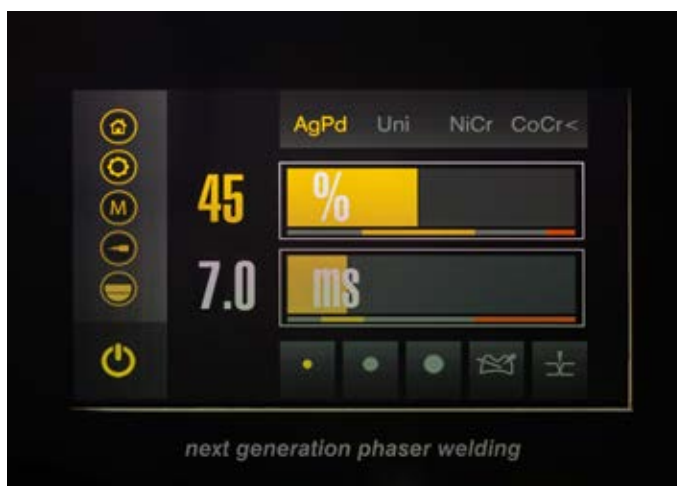 AgPd Uni NiCr CoCr<
45 %
M
7.0 ms
next generation phaser welding